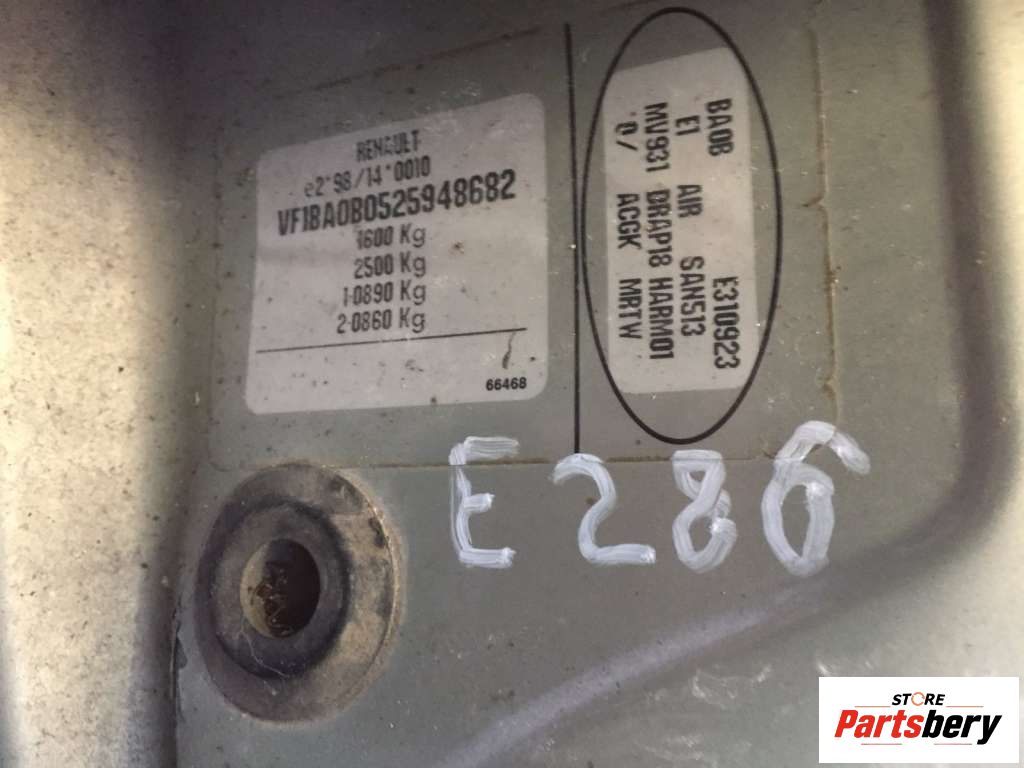 RENAULT
e2*98/14*0010
VF1BA0B0525948682
1600 Kg
2500 Kg
1-0890 Kg
2-0860 Kg
66468
BA0B E310923
E1 AIR SAN513
MV931 DRAP18 HARM01
0/ ACGK MRTW
E286
STORE
Partsbery